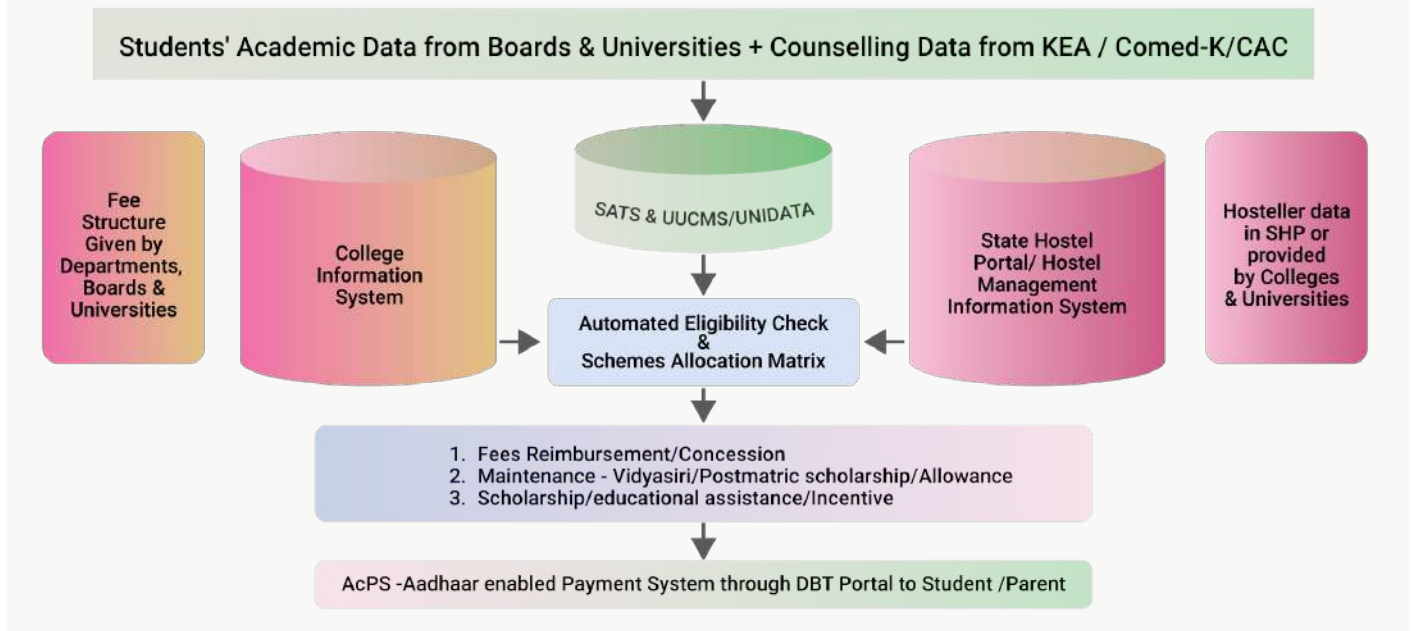 Students' Academic Data from Boards & Universities + Counselling Data from KEA / Comed-K/CAC
Fee
Structure
Given by
Departments,
Boards &
Universities
College
Information
System
SATS & UUCMS/UNIDATA
State Hostel
Portal/ Hostel
Management
Information System
Hosteller data
in SHP or
provided
by Colleges
& Universities
Automated Eligibility Check
&
Schemes Allocation Matrix
1. Fees Reimbursement/Concession
2. Maintenance - Vidyasiri/Postmatric scholarship/Allowance
3. Scholarship/educational assistance/Incentive
AcPS -Aadhaar enabled Payment System through DBT Portal to Student /Parent